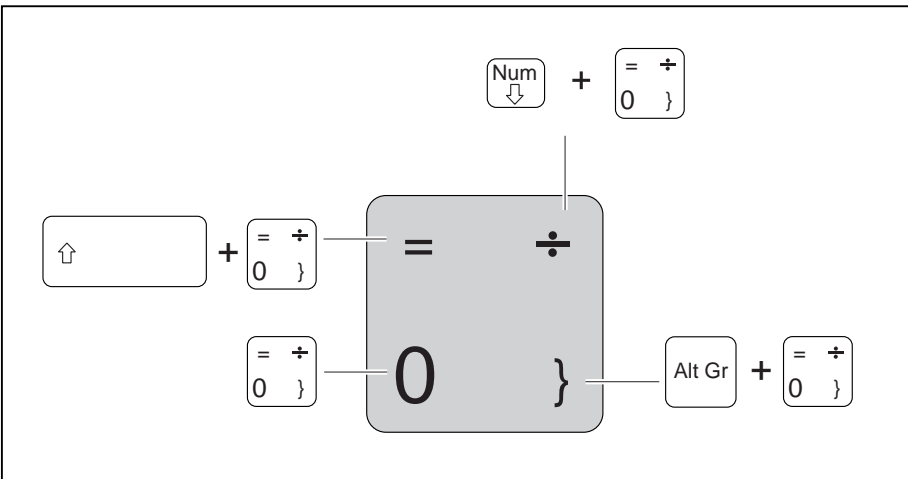 Num
⇩ + = ÷
0 }
⇧ + = ÷
0 }
= ÷
0 }
= ÷
0 }
Alt Gr + = ÷
0 }